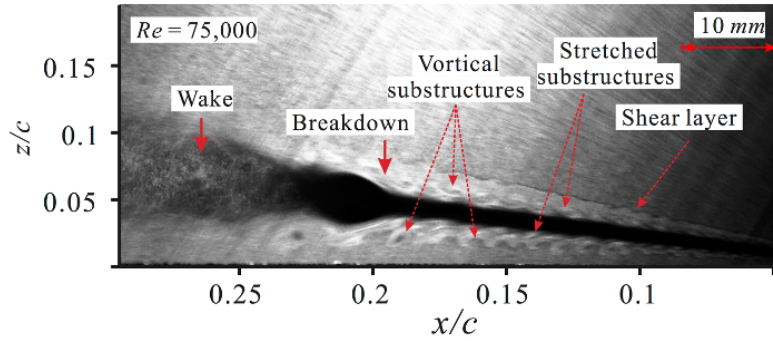 Re = 75,000
10 mm
0.15
Stretched
substructures
Vortical
substructures
Wake
Shear layer
0.1
Breakdown
z/c
0.05
0.25
0.2
0.15
0.1
x/c